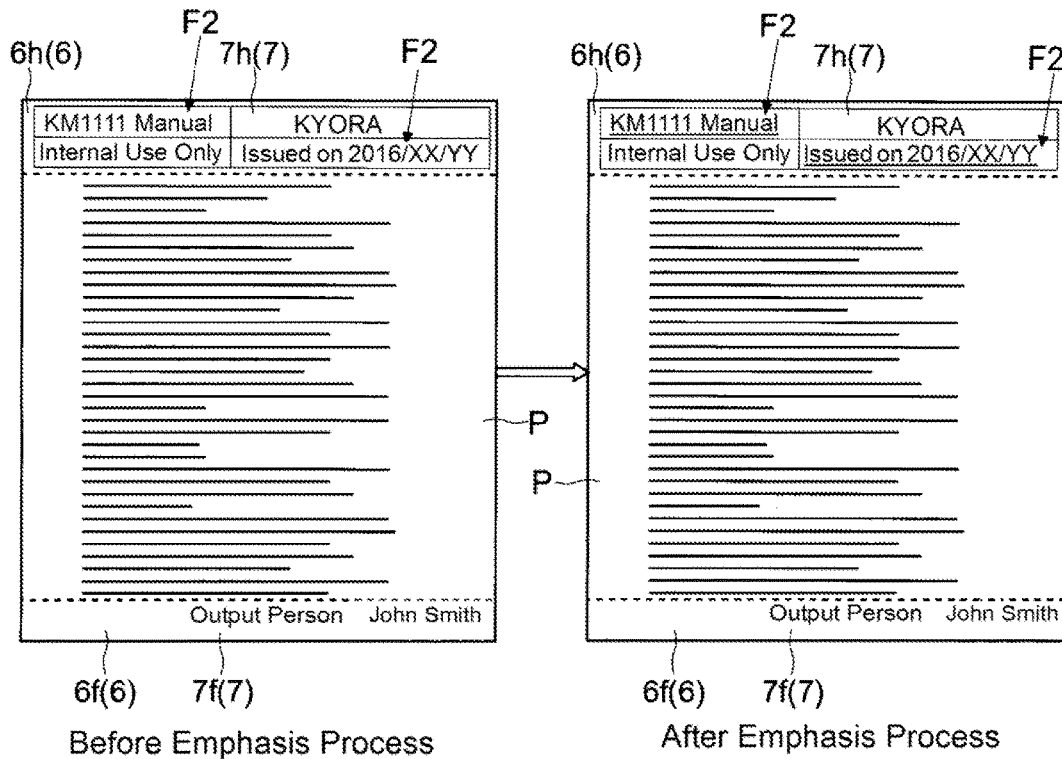 F2
F2
6h(6)
7h(7)
KM1111 Manual
KYORA
Internal Use Only
Issued on 2016/XX/YY
P
Output Person John Smith
6f(6)
7f(7)
Before Emphasis Process
F2
F2
6h(6)
7h(7)
KM1111 Manual
KYORA
Internal Use Only
Issued on 2016/XX/YY
P
Output Person John Smith
6f(6)
7f(7)
After Emphasis Process